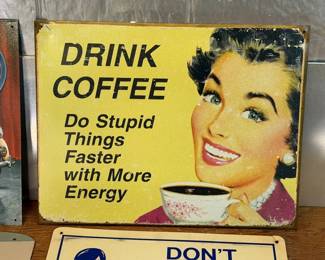 DRINK
COFFEE
Do Stupid
Things
Faster
with More
Energy
DON'T